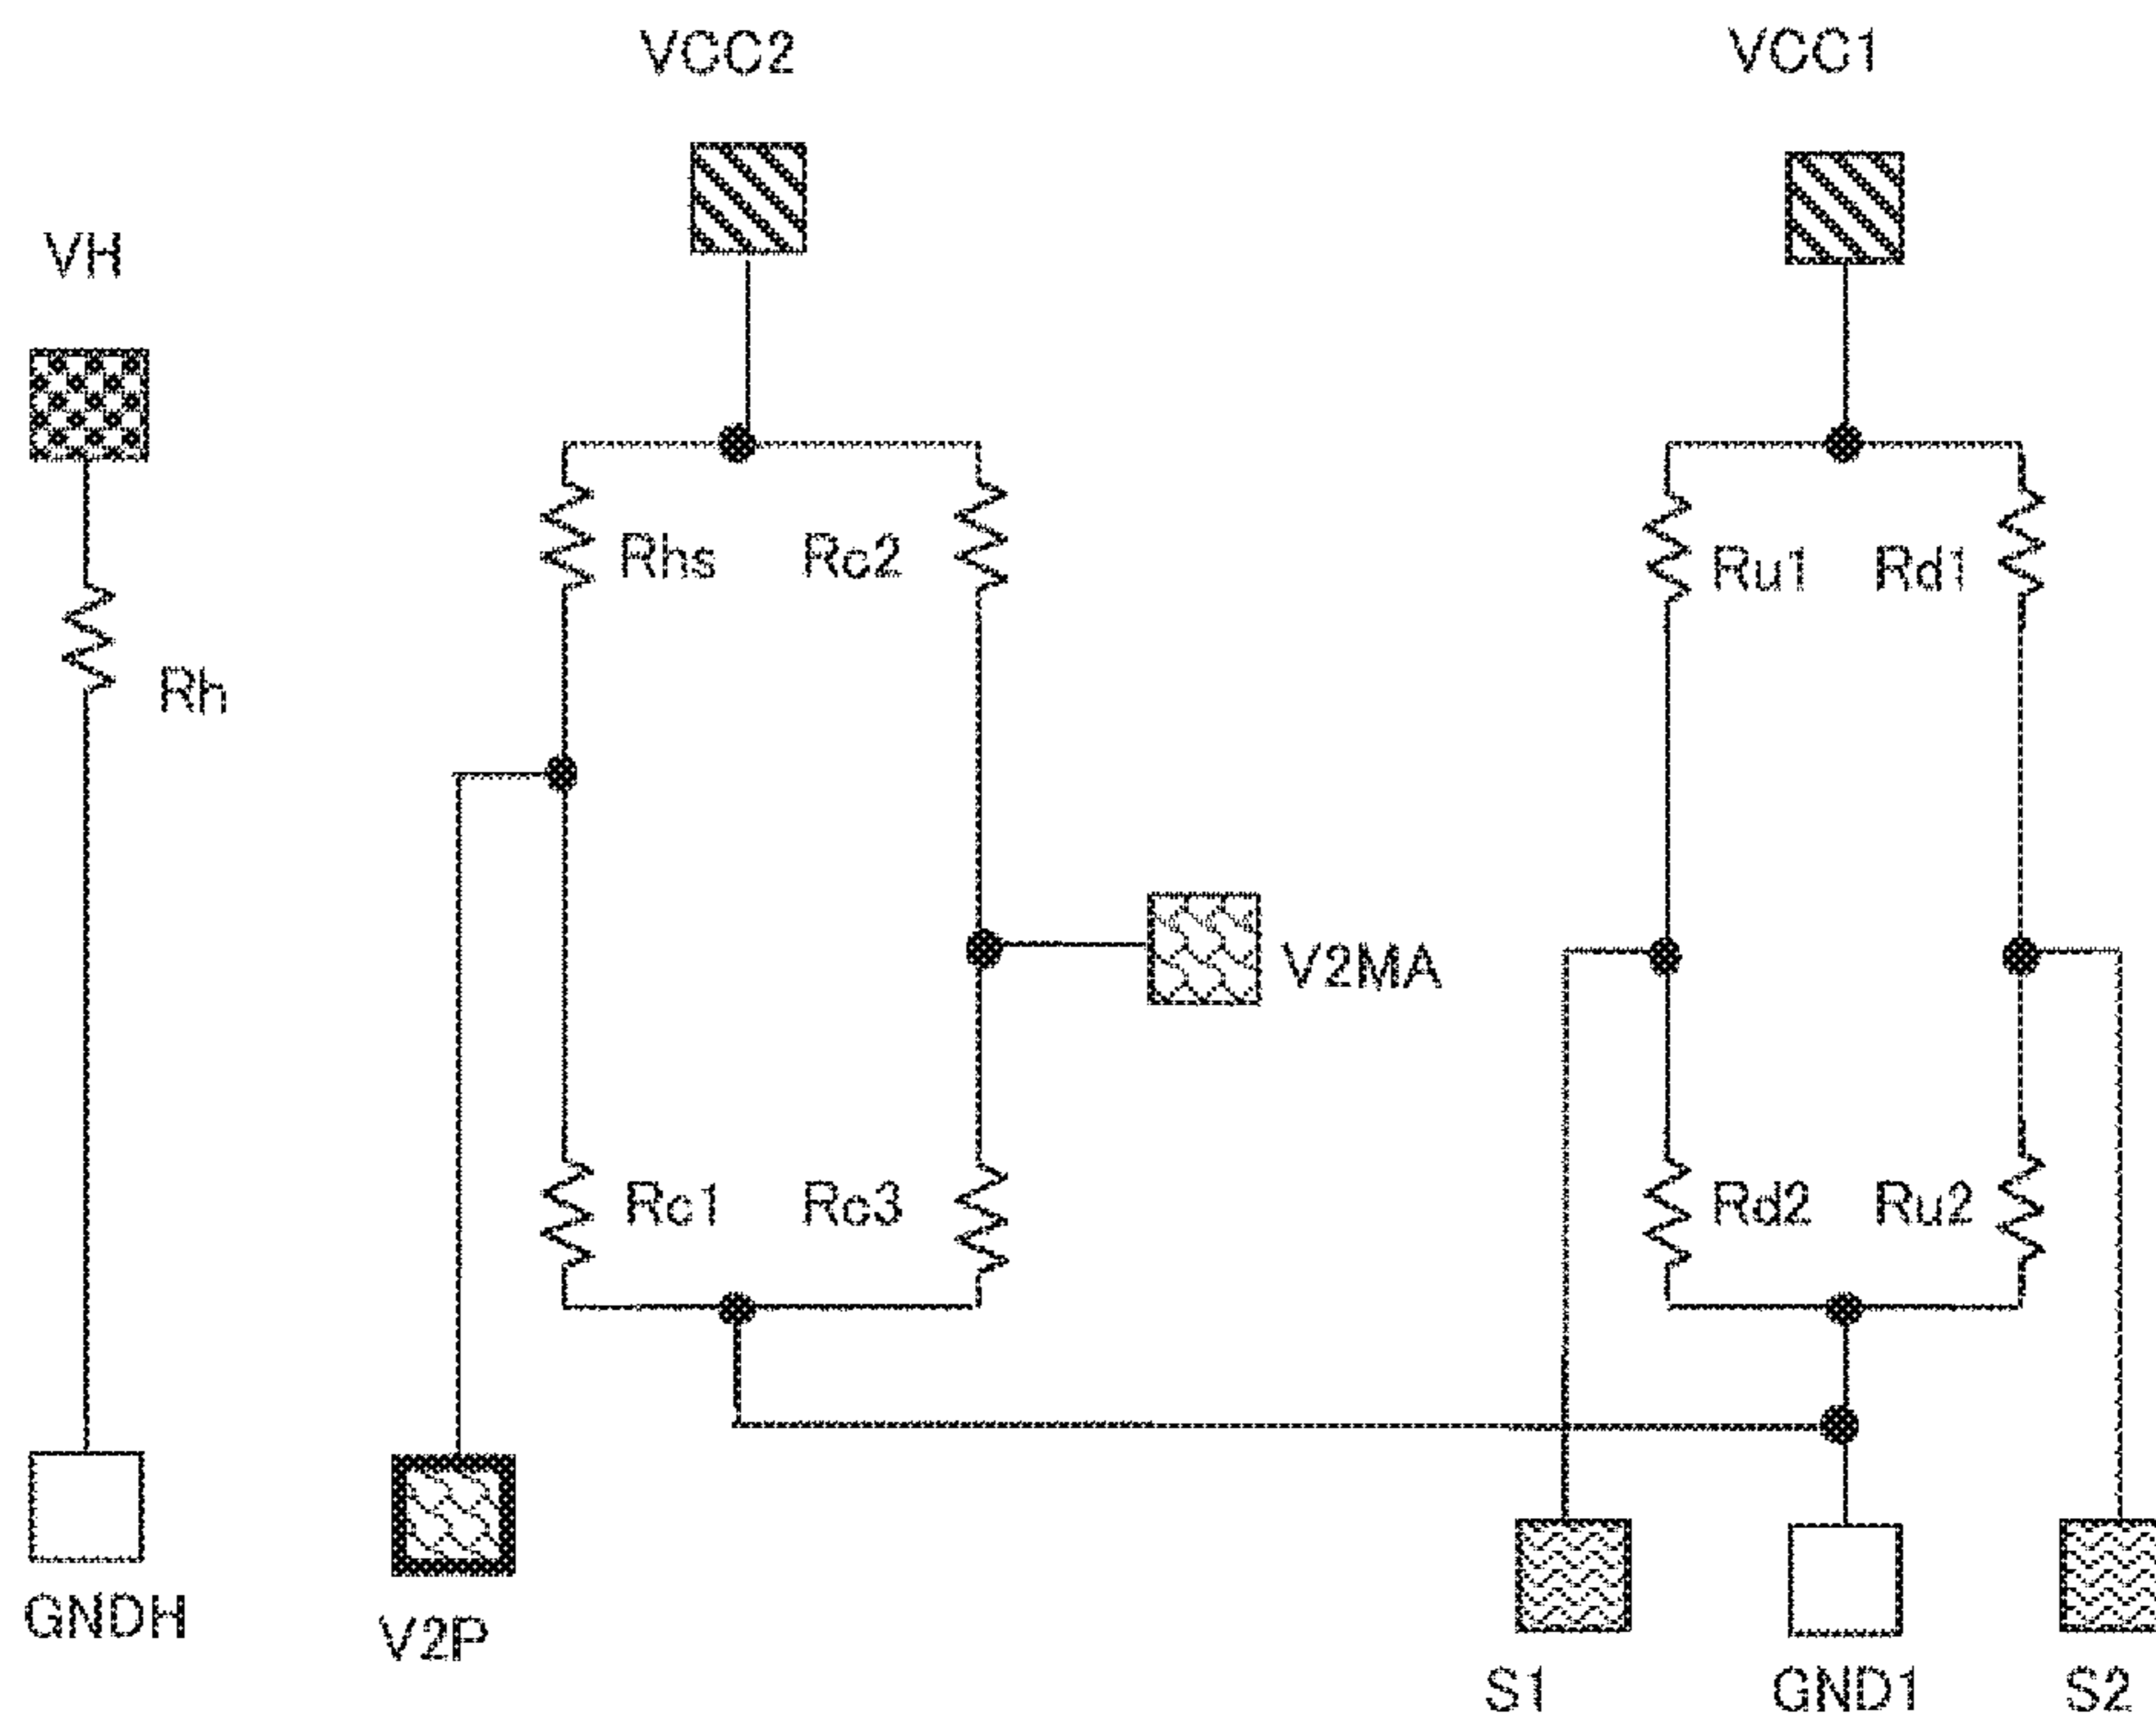 VCC2
VCC1
VH
Rhs
Rc2
Ru1
Rd1
Rh
V2MA
Rc1
Rc3
Rd2
Ru2
GNDH
V2P
S1
GND1
S2